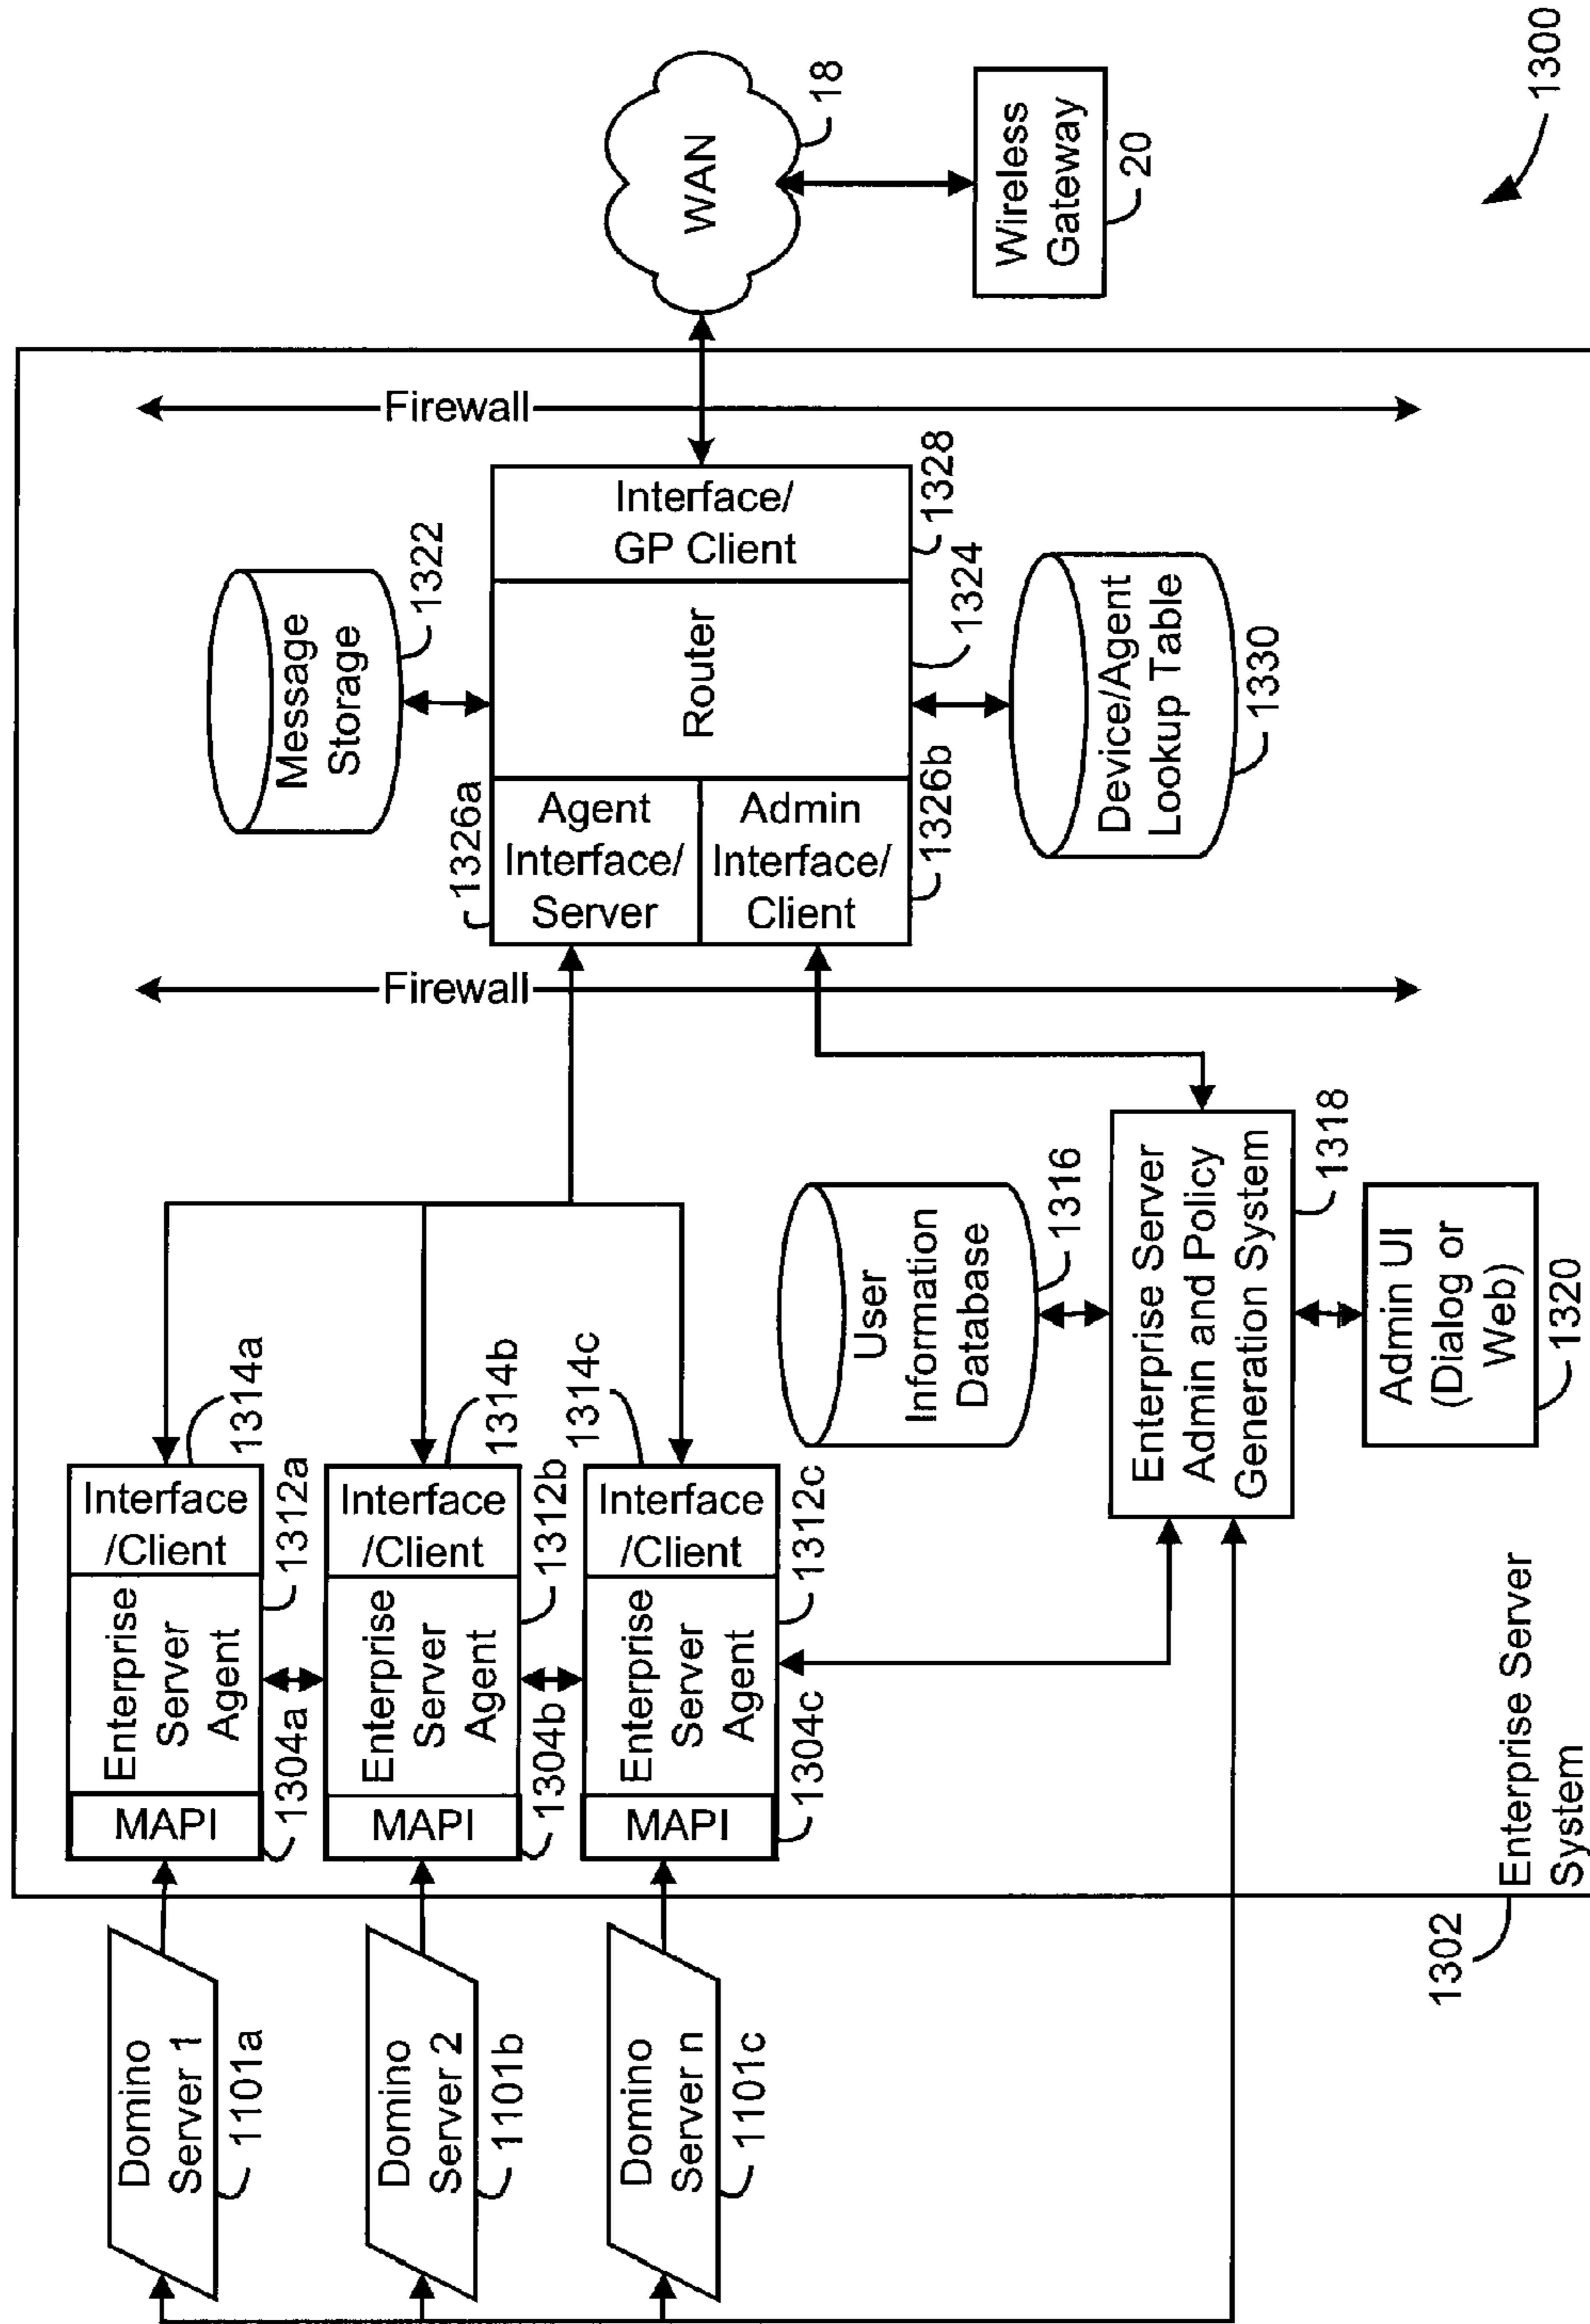 Domino
Server 1
1101a
Domino
Server 2
1101b
Domino
Server n
1101c
1302
Enterprise Server
System
MAPI
Enterprise
Server
Agent
Interface
/Client
1304a
1312a
1314a
MAPI
Enterprise
Server
Agent
Interface
/Client
1304b
1312b
1314b
MAPI
Enterprise
Server
Agent
Interface
/Client
1304c
1312c
1314c
User
Information
Database
1316
Enterprise Server
Admin and Policy
Generation System
1318
Admin UI
(Dialog or
Web)
1320
Firewall
Message
Storage
1322
1326a
Agent
Interface/
Server
Admin
Interface/
Client
1326b
Router
1324
Interface/
GP Client
1328
Device/Agent
Lookup Table
1330
Firewall
WAN
18
Wireless
Gateway
20
1300